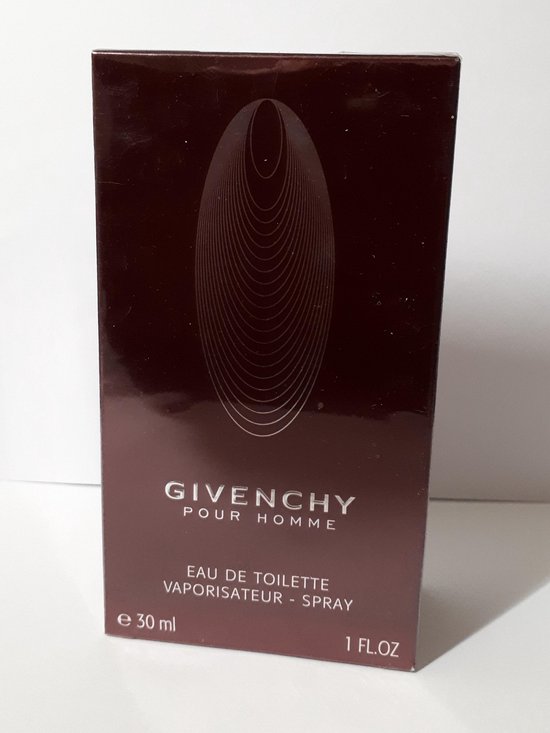 GIVENCHY
POUR HOMME
EAU DE TOILETTE
VAPORISATEUR - SPRAY
℮ 30 ml
1 FL.OZ